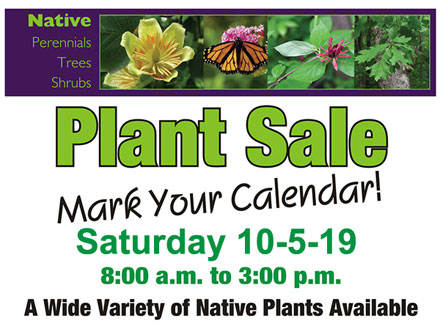 Native
Perennials
Trees
Shrubs
Plant Sale
Mark Your Calendar!
Saturday 10-5-19
8:00 a.m. to 3:00 p.m.
A Wide Variety of Native Plants Available